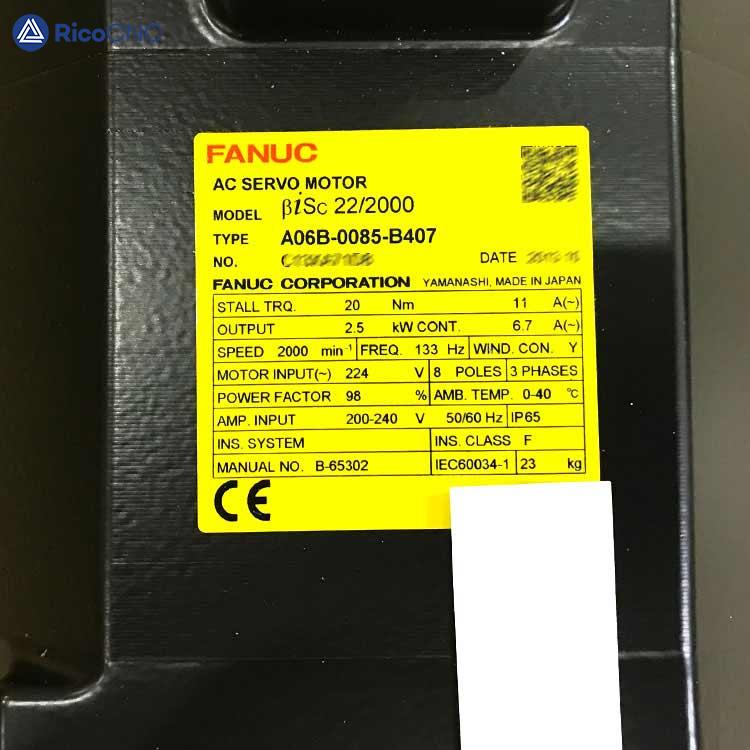 RicoCNC
FANUC
AC SERVO MOTOR
MODEL βiSc 22/2000
TYPE A06B-0085-B407
NO. DATE
FANUC CORPORATION YAMANASHI, MADE IN JAPAN
STALL TRQ. 20 Nm 11 A(~)
OUTPUT 2.5 kW CONT. 6.7 A(~)
SPEED 2000 min⁻¹ FREQ. 133 Hz WIND. CON. Y
MOTOR INPUT(~) 224 V 8 POLES 3 PHASES
POWER FACTOR 98 % AMB. TEMP. 0-40 ℃
AMP. INPUT 200-240 V 50/60 Hz IP65
INS. SYSTEM INS. CLASS F
MANUAL NO. B-65302 IEC60034-1 23 kg
CE